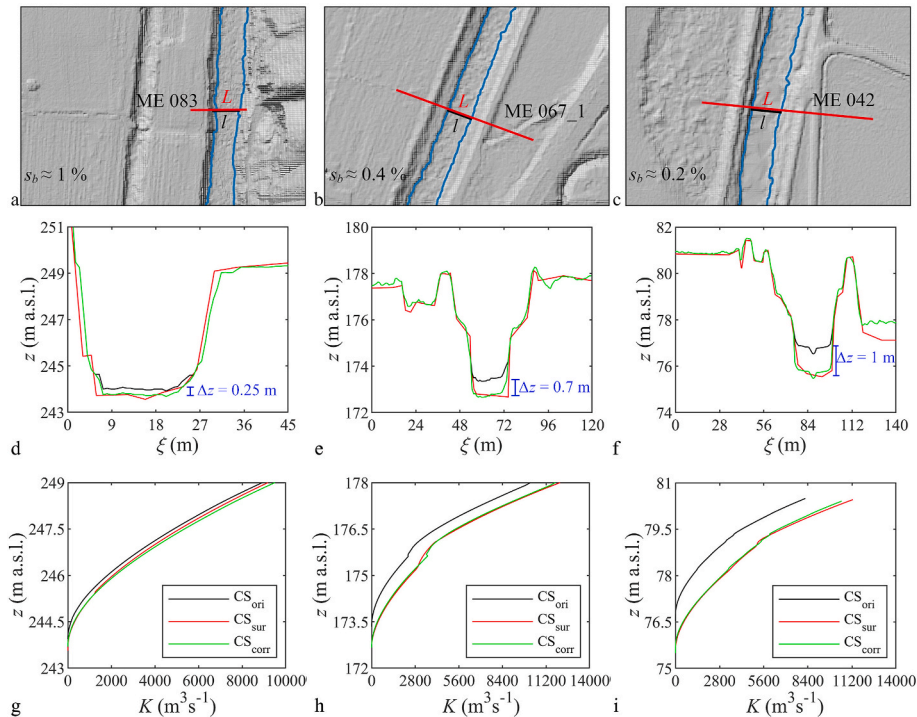 ME 083
L
l
s_b ≈ 1 %
a
ME 067_1
L
l
s_b ≈ 0.4 %
b
ME 042
L
l
s_b ≈ 0.2 %
c
251
249
247
245
243
z (m a.s.l.)
Δz = 0.25 m
0 9 18 27 36 45
d
ξ (m)
180
178
176
174
172
z (m a.s.l.)
Δz = 0.7 m
0 24 48 72 96 120
e
ξ (m)
82
80
78
76
74
z (m a.s.l.)
Δz = 1 m
0 28 56 84 112 140
f
ξ (m)
249
247.5
246
244.5
243
z (m a.s.l.)
CS_ori
CS_sur
CS_corr
0 2000 4000 6000 8000 10000
g
K (m³s⁻¹)
178
176.5
175
173.5
172
z (m a.s.l.)
CS_ori
CS_sur
CS_corr
0 2800 5600 8400 11200 14000
h
K (m³s⁻¹)
81
79.5
78
76.5
75
z (m a.s.l.)
CS_ori
CS_sur
CS_corr
0 2800 5600 8400 11200 14000
i
K (m³s⁻¹)